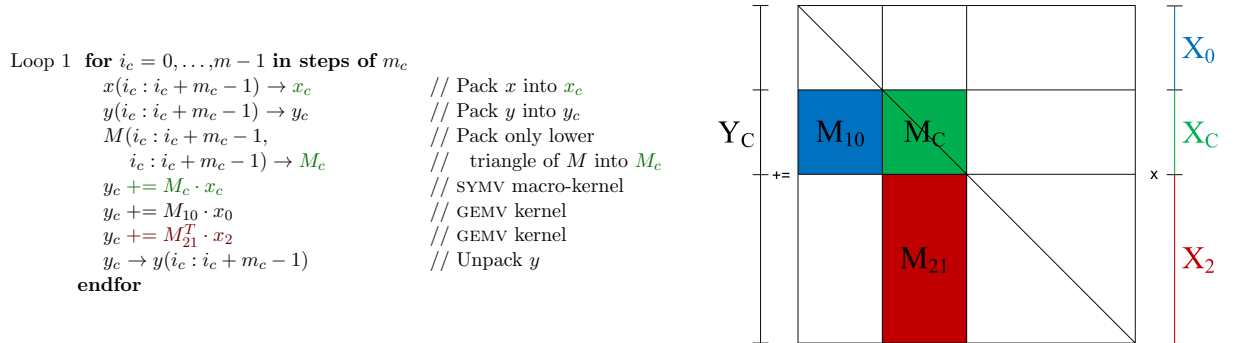 Loop 1 for i_c = 0,…,m − 1 in steps of m_c
x(i_c : i_c + m_c − 1) → x_c // Pack x into x_c
y(i_c : i_c + m_c − 1) → y_c // Pack y into y_c
M(i_c : i_c + m_c − 1, // Pack only lower
i_c : i_c + m_c − 1) → M_c // triangle of M into M_c
y_c += M_c · x_c // SYMV macro-kernel
y_c += M_10 · x_0 // GEMV kernel
y_c += M_21^T · x_2 // GEMV kernel
y_c → y(i_c : i_c + m_c − 1) // Unpack y
endfor
X_0
Y_C M_10 M_C X_C
+= x
M_21 X_2